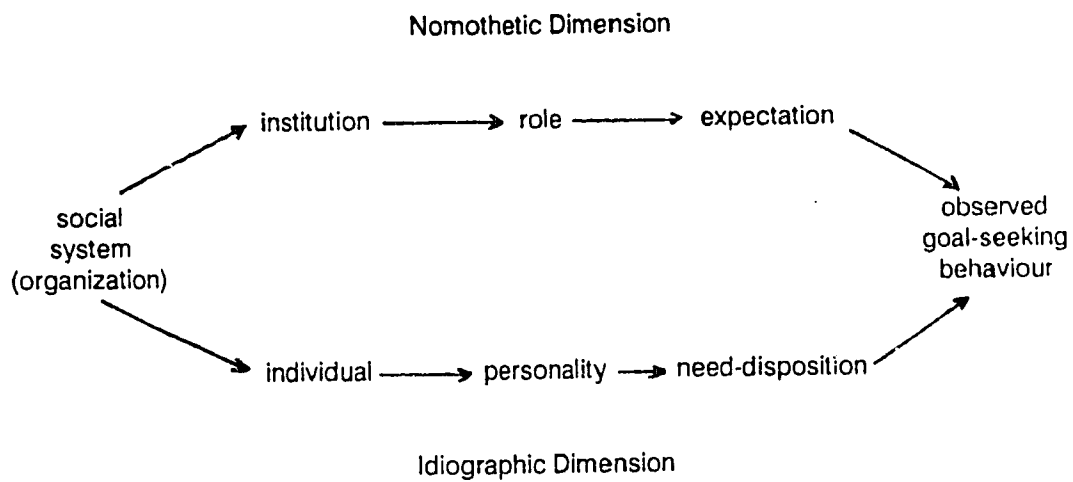 Nomothetic Dimension
institution
role
expectation
social
system
(organization)
observed
goal-seeking
behaviour
individual
personality
need-disposition
Idiographic Dimension